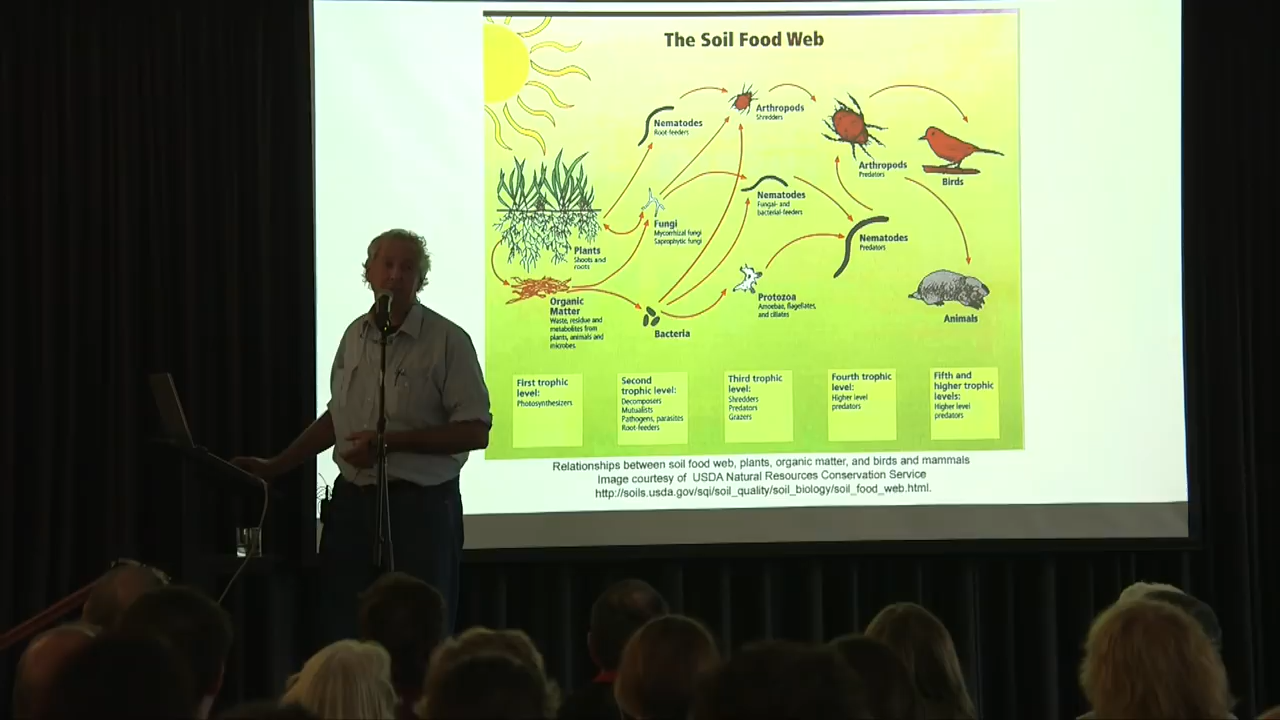 The Soil Food Web
Arthropods
Shredders
Nematodes
Root-feeders
Arthropods
Predators
Birds
Nematodes
Fungal- and
bacterial-feeders
Fungi
Mycorrhizal fungi
Saprophytic fungi
Nematodes
Predators
Plants
Shoots and
roots
Organic
Matter
Waste, residue and
metabolites from
plants, animals and
microbes.
Protozoa
Amoebae, flagellates,
and ciliates
Animals
Bacteria
First trophic
level:
Photosynthesizers
Second
trophic level:
Decomposers
Mutualists
Pathogens, parasites
Root-feeders
Third trophic
level:
Shredders
Predators
Grazers
Fourth trophic
level:
Higher level
predators
Fifth and
higher trophic
levels:
Higher level
predators
Relationships between soil food web, plants, organic matter, and birds and mammals
Image courtesy of USDA Natural Resources Conservation Service
http://soils.usda.gov/sqi/soil_quality/soil_biology/soil_food_web.html.